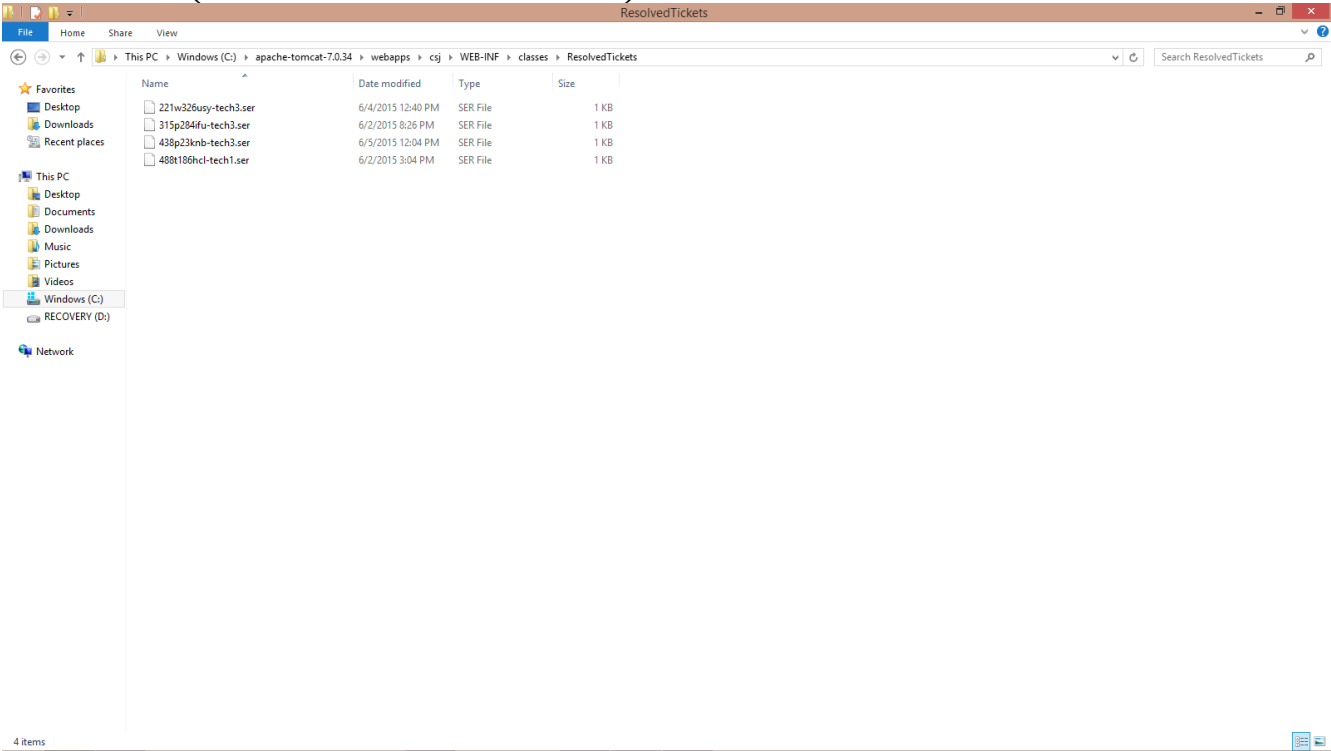 ResolvedTickets
File Home Share View
This PC Windows (C:) apache-tomcat-7.0.34 webapps csj WEB-INF classes ResolvedTickets
Search ResolvedTickets
Favorites
Desktop
Downloads
Recent places
This PC
Desktop
Documents
Downloads
Music
Pictures
Videos
Windows (C:)
RECOVERY (D:)
Network
Name Date modified Type Size
221w326usy-tech3.ser 6/4/2015 12:40 PM SER File 1 KB
315p284ifu-tech3.ser 6/2/2015 8:26 PM SER File 1 KB
438p23knb-tech3.ser 6/5/2015 12:04 PM SER File 1 KB
488t186hcl-tech1.ser 6/2/2015 3:04 PM SER File 1 KB
4 items